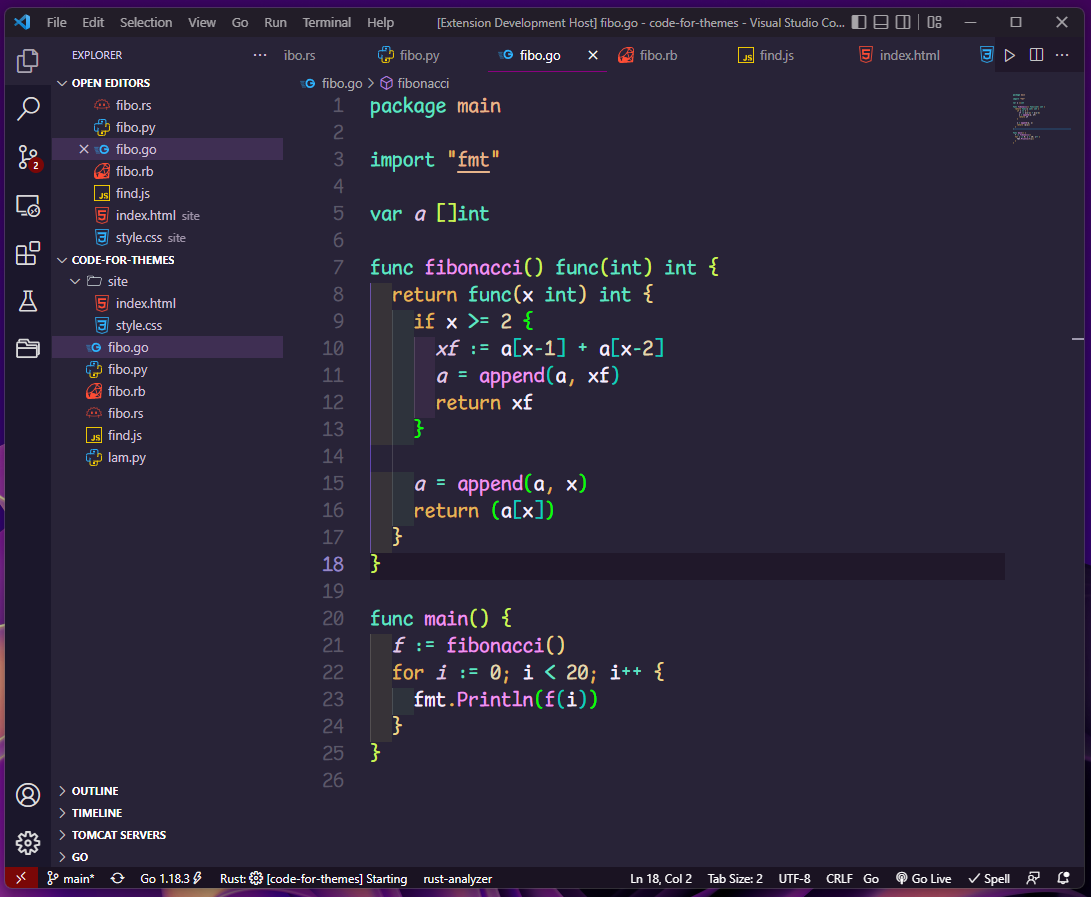 File Edit Selection View Go Run Terminal Help [Extension Development Host] fibo.go - code-for-themes - Visual Studio Co...
EXPLORER ···
ibo.rs fibo.py fibo.go fibo.rb find.js index.html
OPEN EDITORS
fibo.rs
fibo.py
fibo.go
fibo.rb
JS find.js
index.html site
style.css site
CODE-FOR-THEMES
site
index.html
style.css
fibo.go
fibo.py
fibo.rb
fibo.rs
JS find.js
lam.py
OUTLINE
TIMELINE
TOMCAT SERVERS
GO
2
fibo.go > fibonacci
1 package main
2
3 import "fmt"
4
5 var a []int
6
7 func fibonacci() func(int) int {
8 return func(x int) int {
9 if x >= 2 {
10 xf := a[x-1] + a[x-2]
11 a = append(a, xf)
12 return xf
13 }
14
15 a = append(a, x)
16 return (a[x])
17 }
18 }
19
20 func main() {
21 f := fibonacci()
22 for i := 0; i < 20; i++ {
23 fmt.Println(f(i))
24 }
25 }
26
main* Go 1.18.3 Rust: [code-for-themes] Starting rust-analyzer Ln 18, Col 2 Tab Size: 2 UTF-8 CRLF Go Go Live Spell